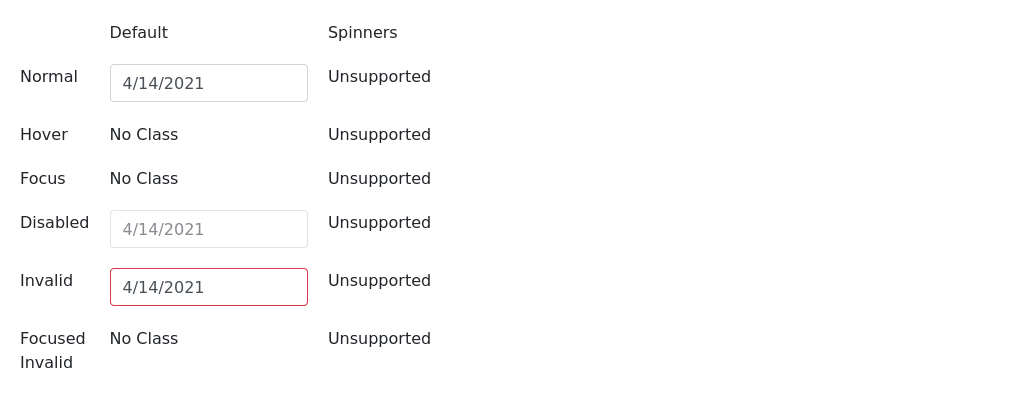 Default Spinners
Normal 4/14/2021 Unsupported
Hover No Class Unsupported
Focus No Class Unsupported
Disabled 4/14/2021 Unsupported
Invalid 4/14/2021 Unsupported
Focused No Class Unsupported
Invalid